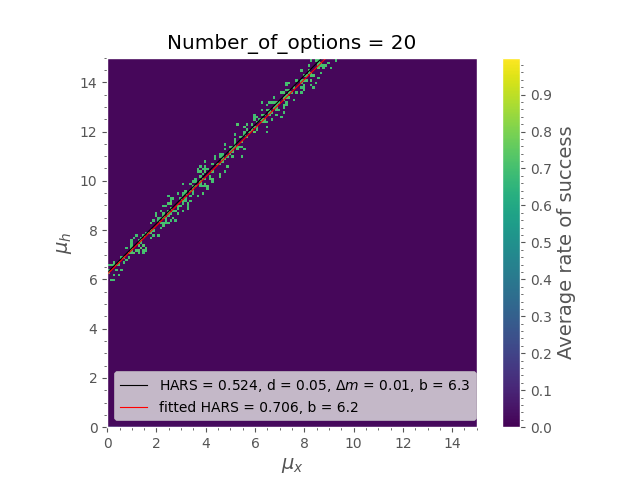 Number_of_options = 20
14
12
10
8
6
4
2
0
μh
HARS = 0.524, d = 0.05, Δm = 0.01, b = 6.3
fitted HARS = 0.706, b = 6.2
0 2 4 6 8 10 12 14
μx
0.9
0.8
0.7
0.6
0.5
0.4
0.3
0.2
0.1
0.0
Average rate of success